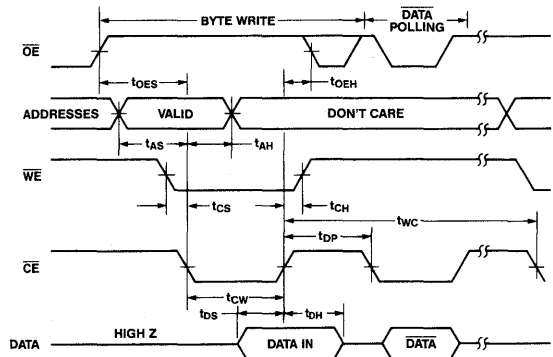 BYTE WRITE
DATA
POLLING
OE
tOES
tOEH
ADDRESSES
VALID
DON'T CARE
tAS
tAH
WE
tCS
tCH
tWC
tDP
CE
tCW
tDS
tDH
HIGH Z
DATA
DATA IN
DATA